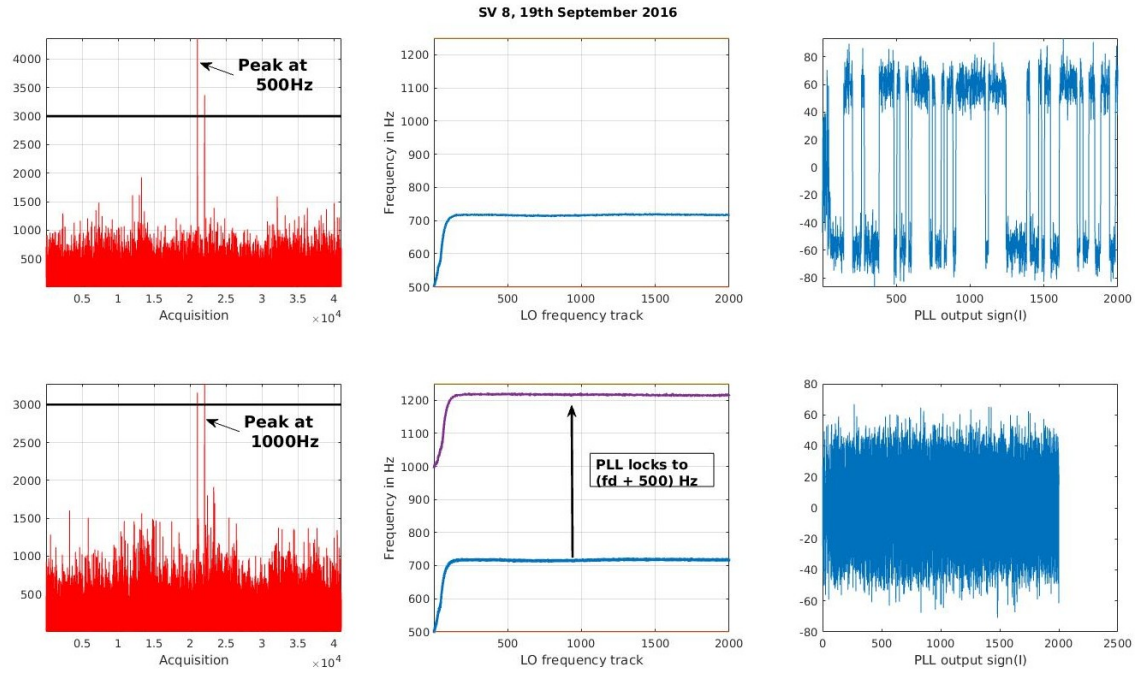 SV 8, 19th September 2016
4000
3500
3000
2500
2000
1500
1000
500
Peak at
500Hz
0.5 1 1.5 2 2.5 3 3.5 4
Acquisition
×10⁴
Frequency in Hz
1200
1100
1000
900
800
700
600
500
500 1000 1500 2000
LO frequency track
80
60
40
20
0
-20
-40
-60
-80
0 500 1000 1500 2000
PLL output sign(I)
3000
2500
2000
1500
1000
500
Peak at
1000Hz
0.5 1 1.5 2 2.5 3 3.5 4
Acquisition
×10⁴
Frequency in Hz
1200
1100
1000
900
800
700
600
500
PLL locks to
(fd + 500) Hz
500 1000 1500 2000
LO frequency track
80
60
40
20
0
-20
-40
-60
-80
0 500 1000 1500 2000 2500
PLL output sign(I)